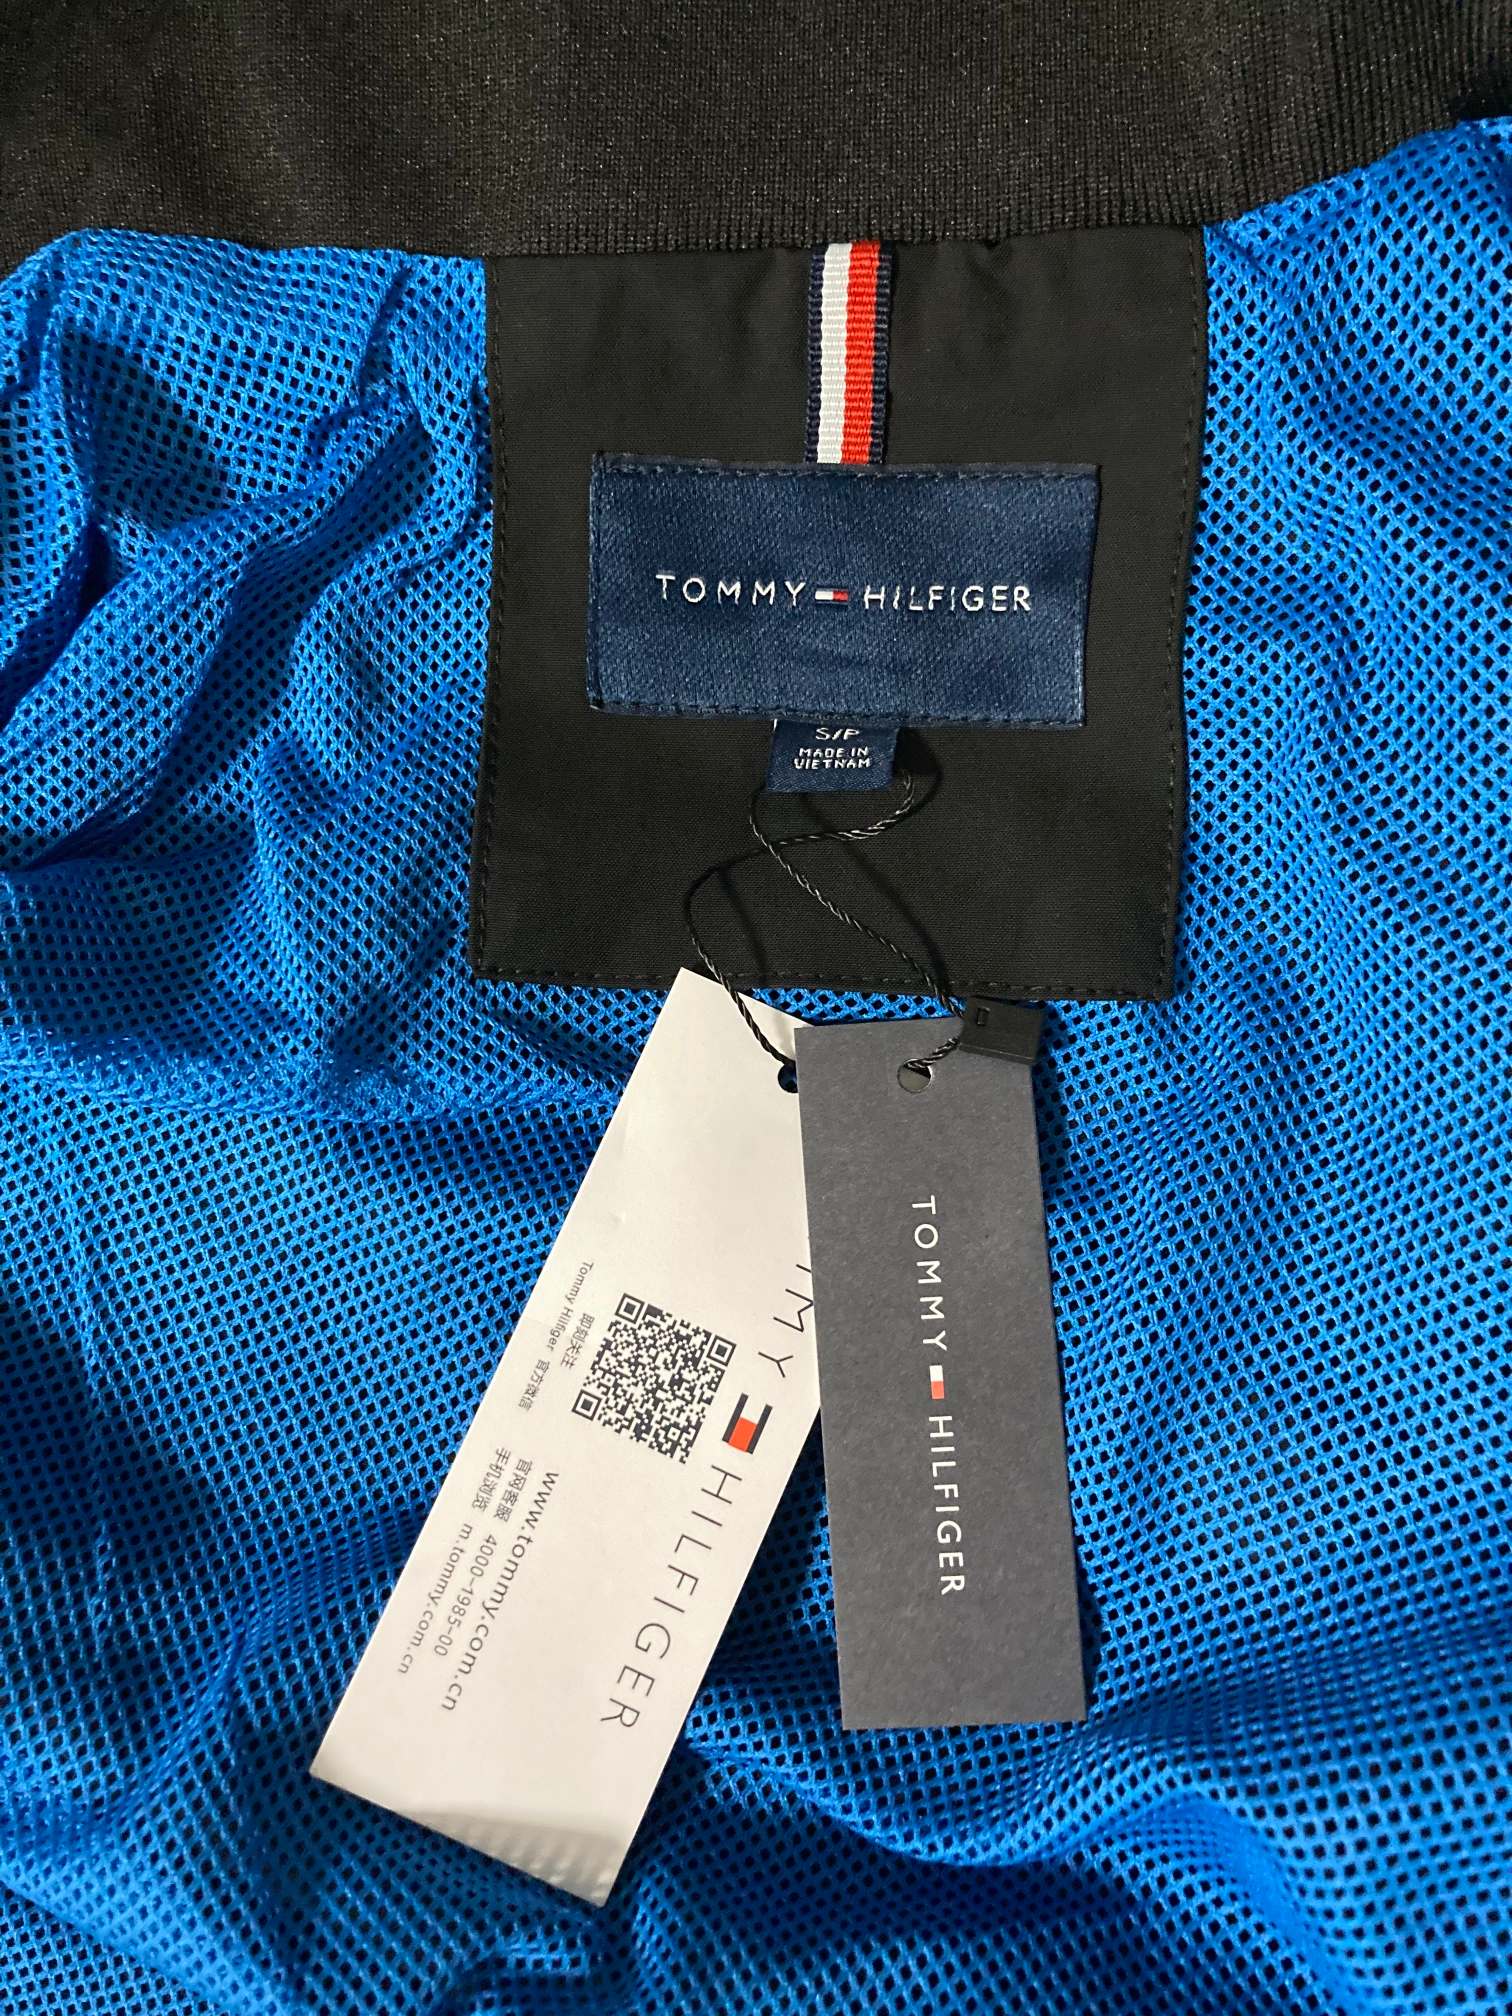 TOMMY HILFIGER
S/P
MADE IN
VIETNAM
TOMMY HILFIGER
MY HILFIGER
即刻关注
Tommy Hilfiger 官方微信
www.tommy.com.cn
官网客服 4000-1985-00
手机浏览 m.tommy.com.cn